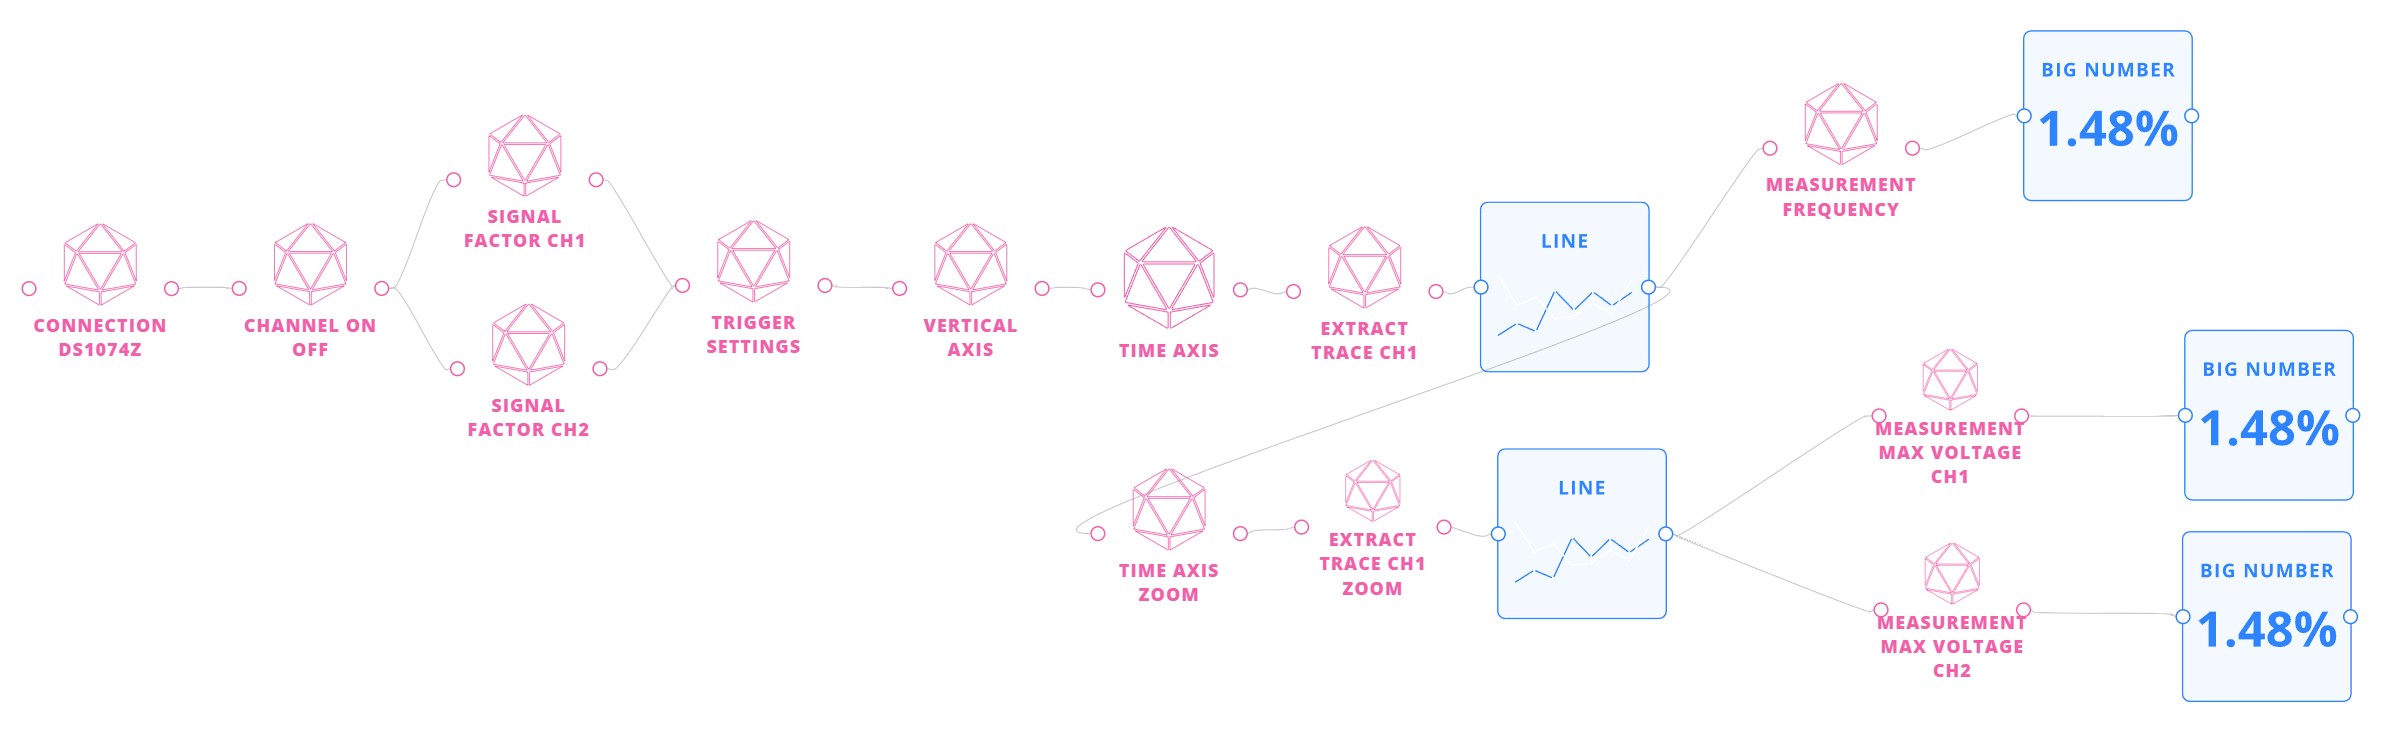 CONNECTION
DS1074Z
CHANNEL ON
OFF
SIGNAL
FACTOR CH1
SIGNAL
FACTOR CH2
TRIGGER
SETTINGS
VERTICAL
AXIS
TIME AXIS
EXTRACT
TRACE CH1
LINE
MEASUREMENT
FREQUENCY
BIG NUMBER
1.48%
TIME AXIS
ZOOM
EXTRACT
TRACE CH1
ZOOM
LINE
MEASUREMENT
MAX VOLTAGE
CH1
BIG NUMBER
1.48%
MEASUREMENT
MAX VOLTAGE
CH2
BIG NUMBER
1.48%